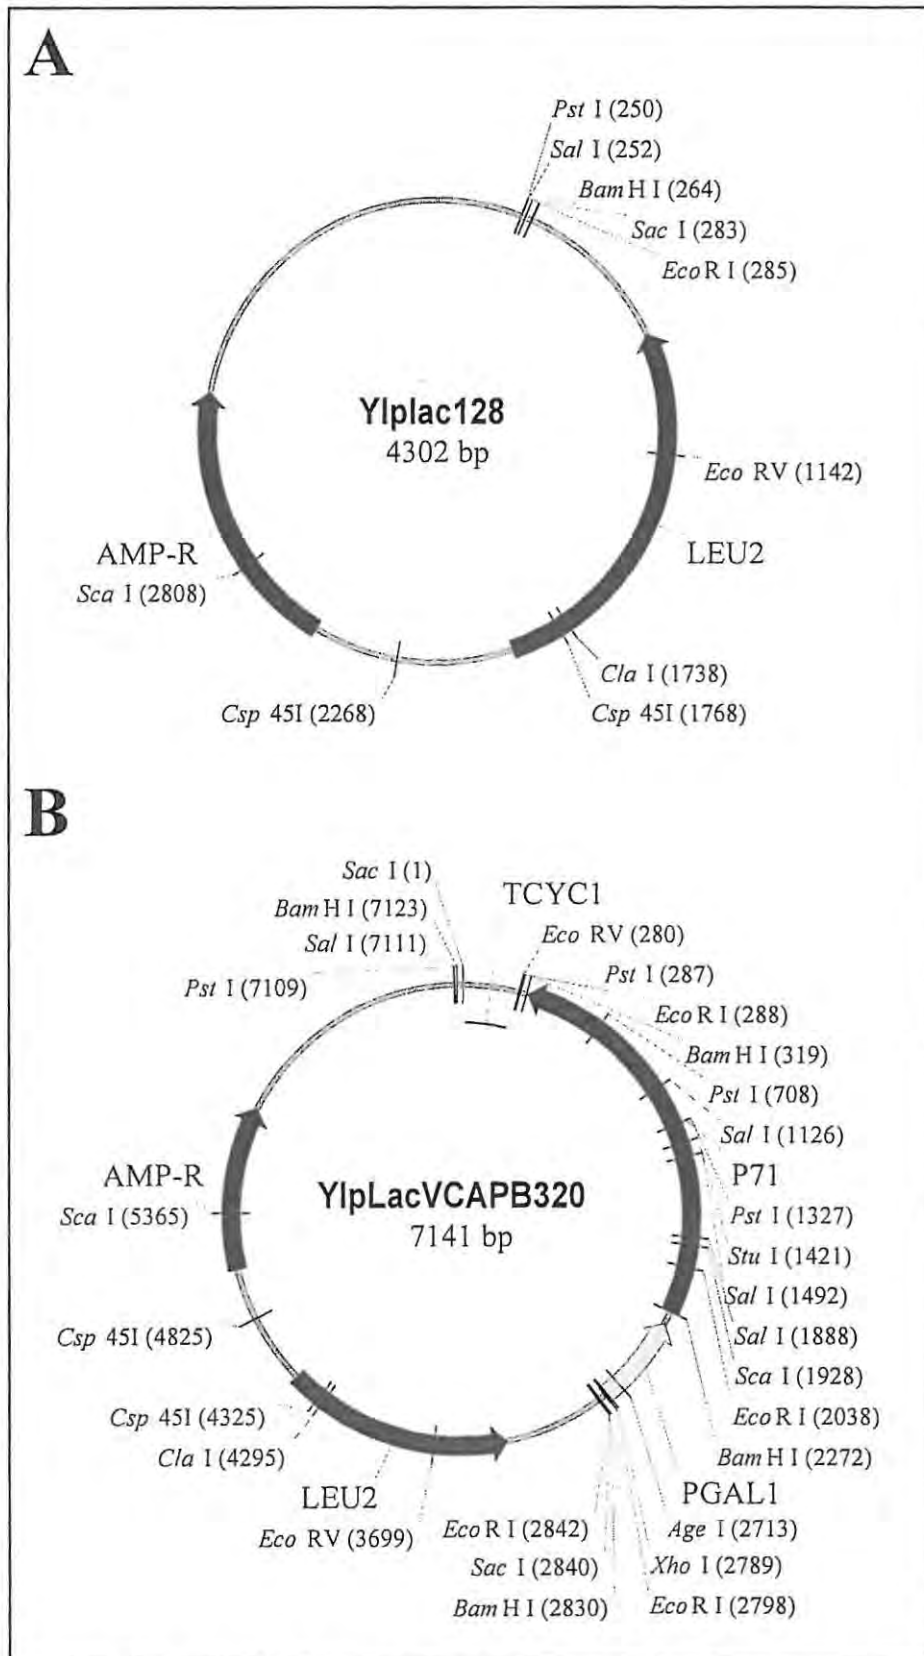 A
Pst I (250)
Sal I (252)
Bam H I (264)
Sac I (283)
Eco R I (285)
YIplac128
4302 bp
Eco RV (1142)
LEU2
AMP-R
Sca I (2808)
Cla I (1738)
Csp 45I (2268)
Csp 45I (1768)
B
Sac I (1)
TCYC1
Bam H I (7123)
Eco RV (280)
Sal I (7111)
Pst I (287)
Pst I (7109)
Eco R I (288)
Bam H I (319)
Pst I (708)
Sal I (1126)
AMP-R
P71
YIpLacVCAPB320
Sca I (5365)
Pst I (1327)
7141 bp
Stu I (1421)
Sal I (1492)
Csp 45I (4825)
Sal I (1888)
Sca I (1928)
Csp 45I (4325)
Eco R I (2038)
Cla I (4295)
Bam H I (2272)
LEU2
PGAL1
Eco RV (3699)
Eco R I (2842)
Age I (2713)
Sac I (2840)
Xho I (2789)
Bam H I (2830)
Eco R I (2798)